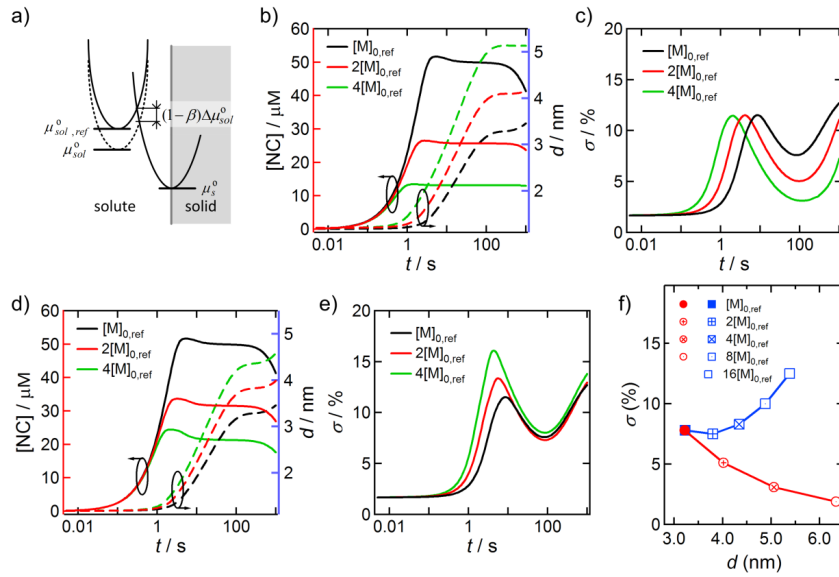 a)
μ°sol,ref
μ°sol
(1−β)Δμ°sol
μ°s
solute
solid
b)
[M]0,ref
2[M]0,ref
4[M]0,ref
[NC] / μM
60
50
40
30
20
10
0
d / nm
5
4
3
2
0.01
1
100
t / s
c)
[M]0,ref
2[M]0,ref
4[M]0,ref
σ / %
20
15
10
5
0
0.01
1
100
t / s
d)
[M]0,ref
2[M]0,ref
4[M]0,ref
[NC] / μM
60
50
40
30
20
10
0
d / nm
5
4
3
2
0.01
1
100
t / s
e)
[M]0,ref
2[M]0,ref
4[M]0,ref
σ / %
20
15
10
5
0
0.01
1
100
t / s
f)
[M]0,ref
2[M]0,ref
4[M]0,ref
8[M]0,ref
16[M]0,ref
σ (%)
15
10
5
0
3.0
4.0
5.0
6.0
d (nm)